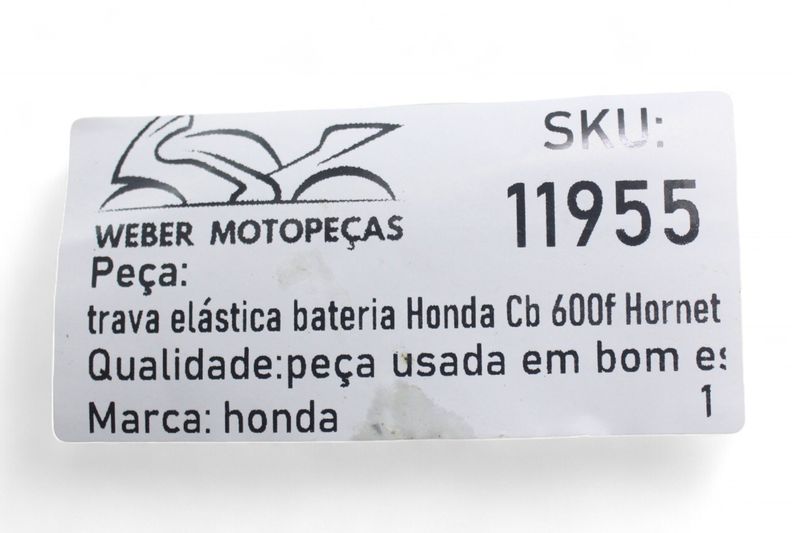 SKU:
11955
WEBER MOTOPEÇAS
Peça:
trava elástica bateria Honda Cb 600f Hornet
Qualidade:peça usada em bom es
Marca: honda
1